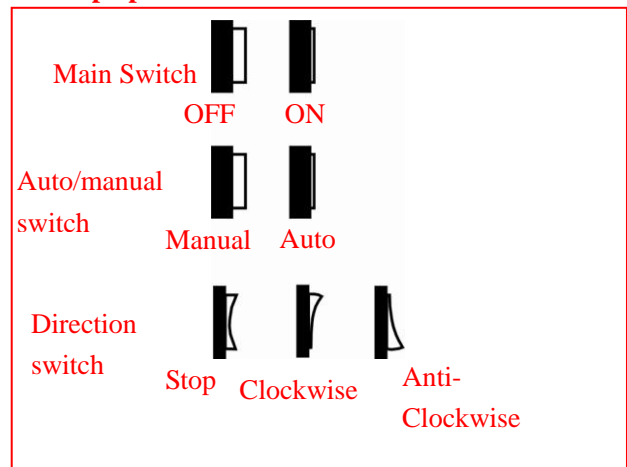 Main Switch
OFF ON
Auto/manual
switch
Manual Auto
Direction
switch
Stop Clockwise Anti-
Clockwise